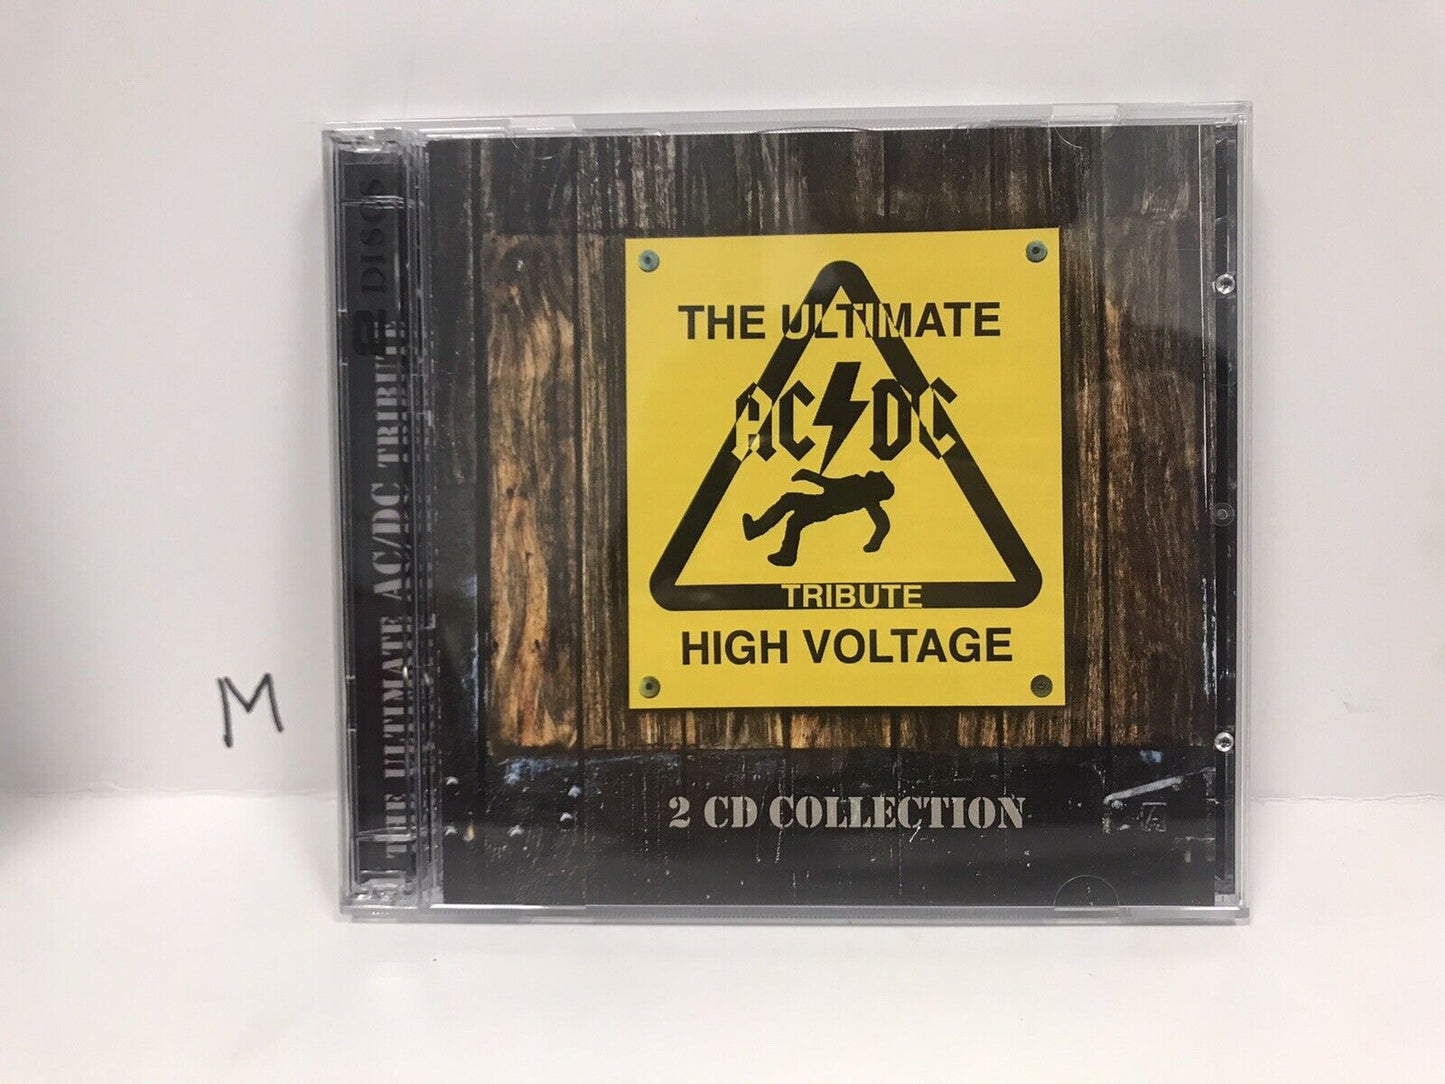 2 DISCS
THE ULTIMATE AC/DC TRIBUTE
THE ULTIMATE
AC/DC
TRIBUTE
HIGH VOLTAGE
2 CD COLLECTION
M